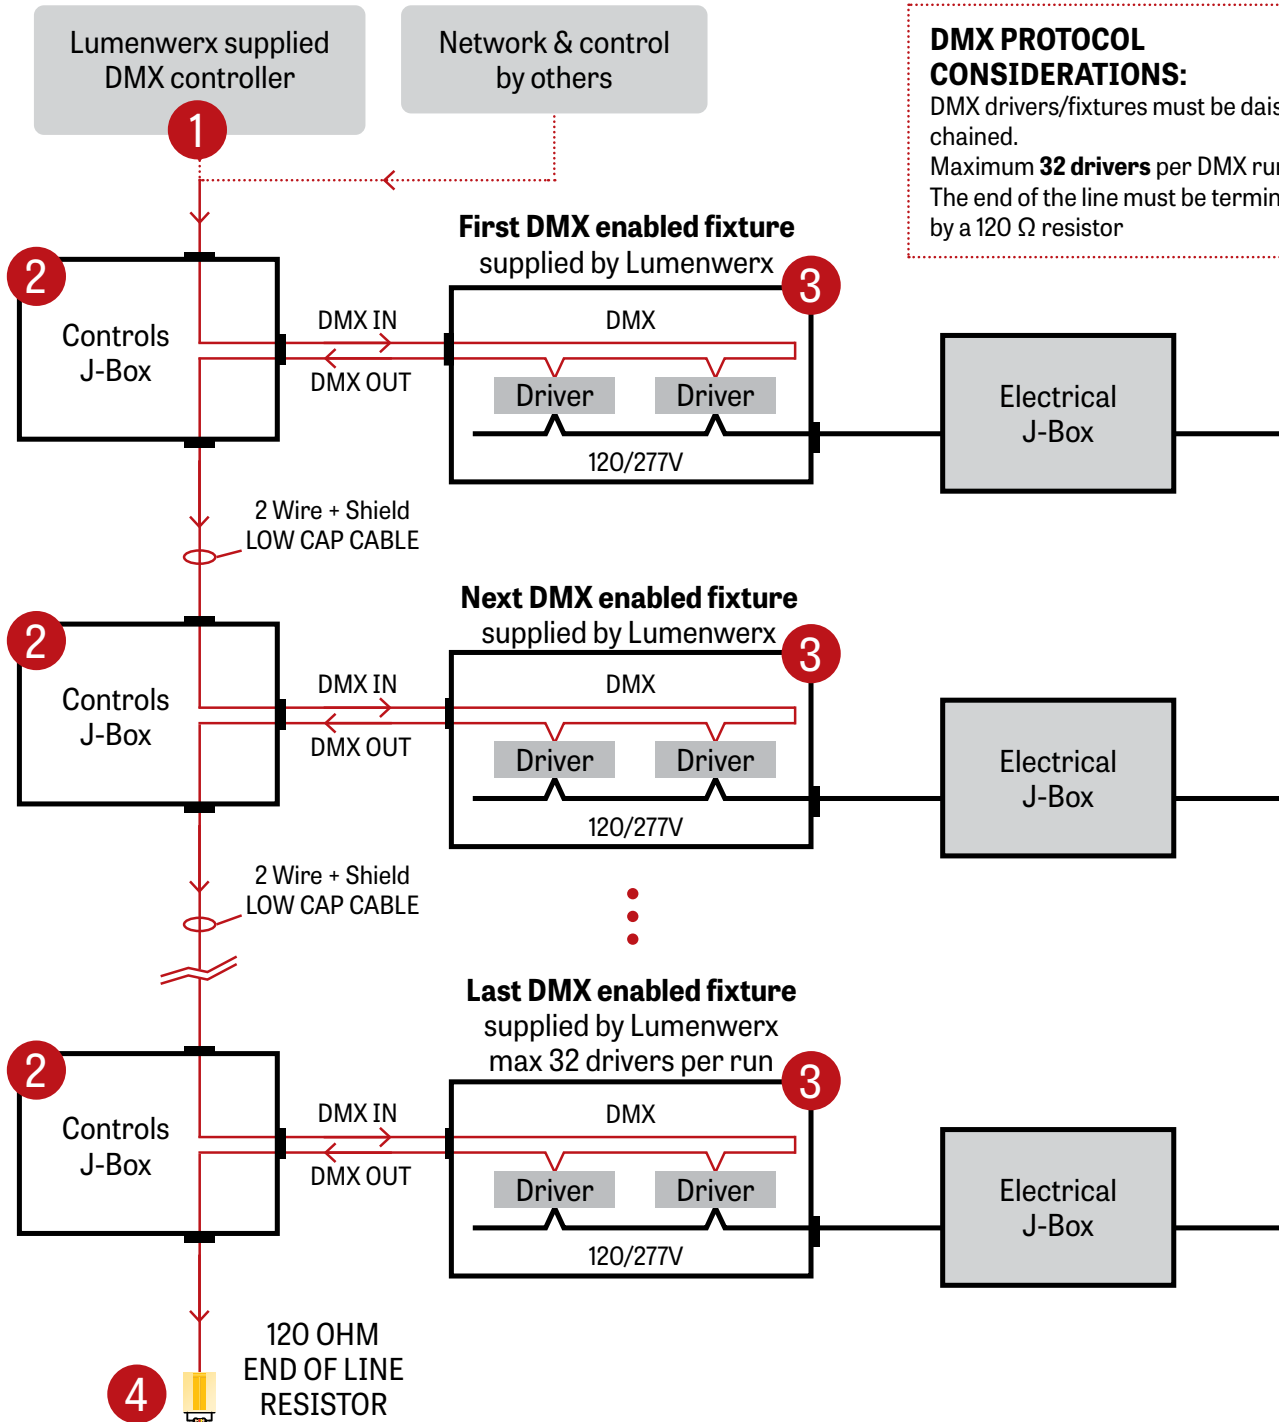 Lumenwerx supplied
DMX controller
1
Network & control
by others
DMX PROTOCOL
CONSIDERATIONS:
DMX drivers/fixtures must be dais
chained.
Maximum 32 drivers per DMX run
The end of the line must be termin
by a 120 Ω resistor
First DMX enabled fixture
supplied by Lumenwerx
2
Controls
J-Box
DMX IN
DMX OUT
3
DMX
Driver
Driver
120/277V
Electrical
J-Box
2 Wire + Shield
LOW CAP CABLE
Next DMX enabled fixture
supplied by Lumenwerx
2
Controls
J-Box
DMX IN
DMX OUT
3
DMX
Driver
Driver
120/277V
Electrical
J-Box
2 Wire + Shield
LOW CAP CABLE
Last DMX enabled fixture
supplied by Lumenwerx
max 32 drivers per run
2
Controls
J-Box
DMX IN
DMX OUT
3
DMX
Driver
Driver
120/277V
Electrical
J-Box
4
120 OHM
END OF LINE
RESISTOR